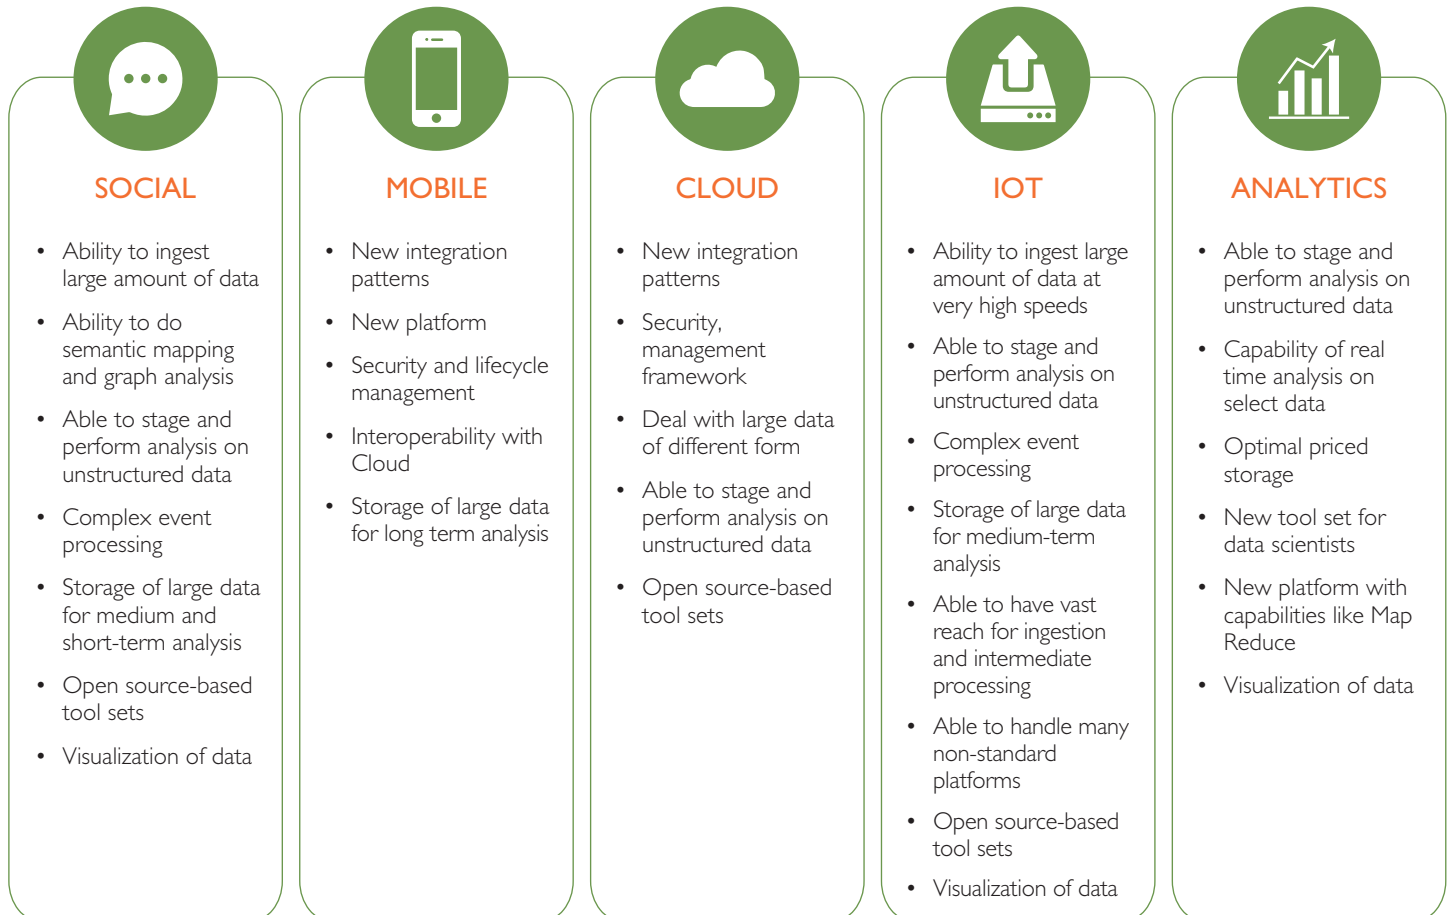 SOCIAL
• Ability to ingest
large amount of data
• Ability to do
semantic mapping
and graph analysis
• Able to stage and
perform analysis on
unstructured data
• Complex event
processing
• Storage of large data
for medium and
short-term analysis
• Open source-based
tool sets
• Visualization of data
MOBILE
• New integration
patterns
• New platform
• Security and lifecycle
management
• Interoperability with
Cloud
• Storage of large data
for long term analysis
CLOUD
• New integration
patterns
• Security,
management
framework
• Deal with large data
of different form
• Able to stage and
perform analysis on
unstructured data
• Open source-based
tool sets
IOT
• Ability to ingest large
amount of data at
very high speeds
• Able to stage and
perform analysis on
unstructured data
• Complex event
processing
• Storage of large data
for medium-term
analysis
• Able to have vast
reach for ingestion
and intermediate
processing
• Able to handle many
non-standard
platforms
• Open source-based
tool sets
• Visualization of data
ANALYTICS
• Able to stage and
perform analysis on
unstructured data
• Capability of real
time analysis on
select data
• Optimal priced
storage
• New tool set for
data scientists
• New platform with
capabilities like Map
Reduce
• Visualization of data